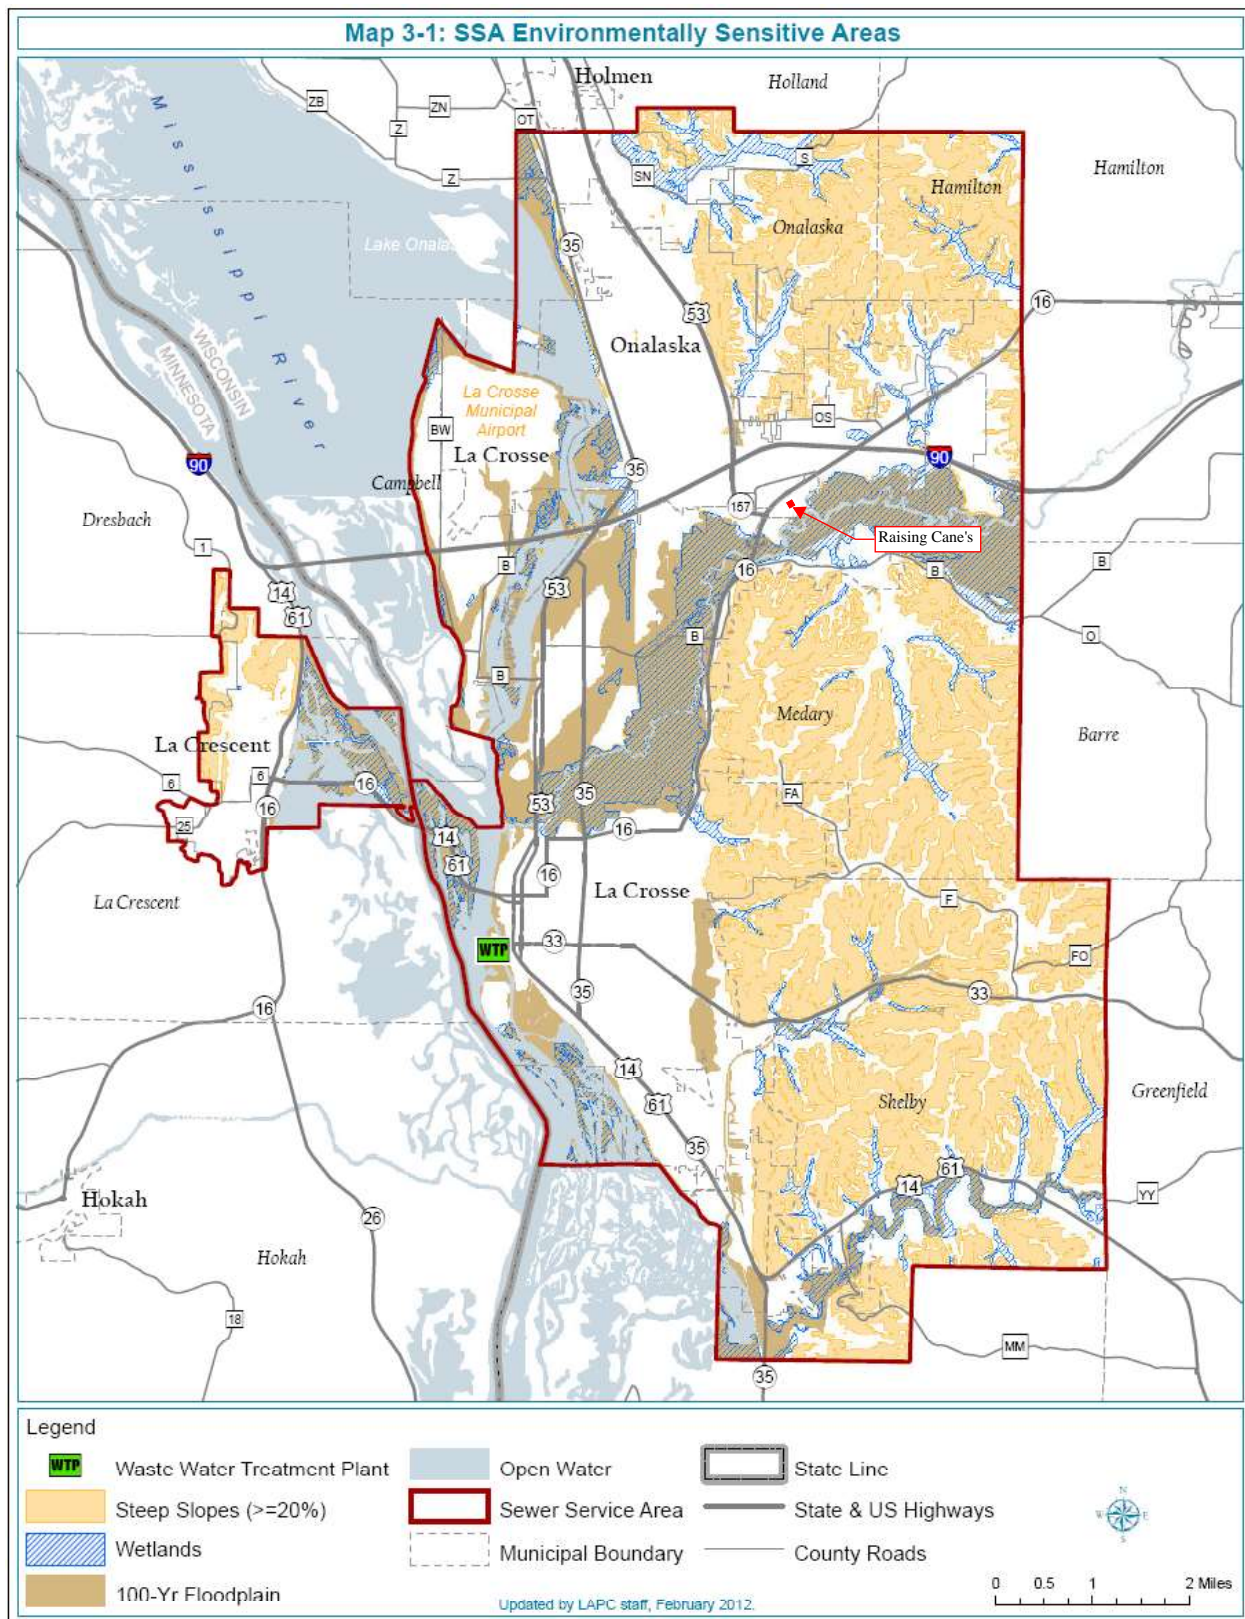 Map 3-1: SSA Environmentally Sensitive Areas
Holmen
Holland
ZB
ZN
Z
OT
Z
SN
S
Hamilton
Hamilton
Mississippi River
Onalaska
Lake Onalas
35
16
53
WISCONSIN
MINNESOTA
Onalaska
La Crosse
Municipal
Airport
OS
BW
La Crosse
90
35
90
Campbell
157
Dresbach
Raising Cane's
1
B
16
B
B
14
53
61
O
B
B
Medary
Barre
La Crescent
6
6
16
16
53
35
FA
25
14
16
61
16
La Crosse
La Crescent
F
WTP
33
FO
35
33
16
14
61
Shelby
Greenfield
35
61
14
YY
Hokah
26
Hokah
18
MM
35
Legend
WTP
Waste Water Treatment Plant
Open Water
State Line
Steep Slopes (>=20%)
Sewer Service Area
State & US Highways
Wetlands
Municipal Boundary
County Roads
100-Yr Floodplain
N
W
E
S
0 0.5 1 2 Miles
Updated by LAPC staff, February 2012.